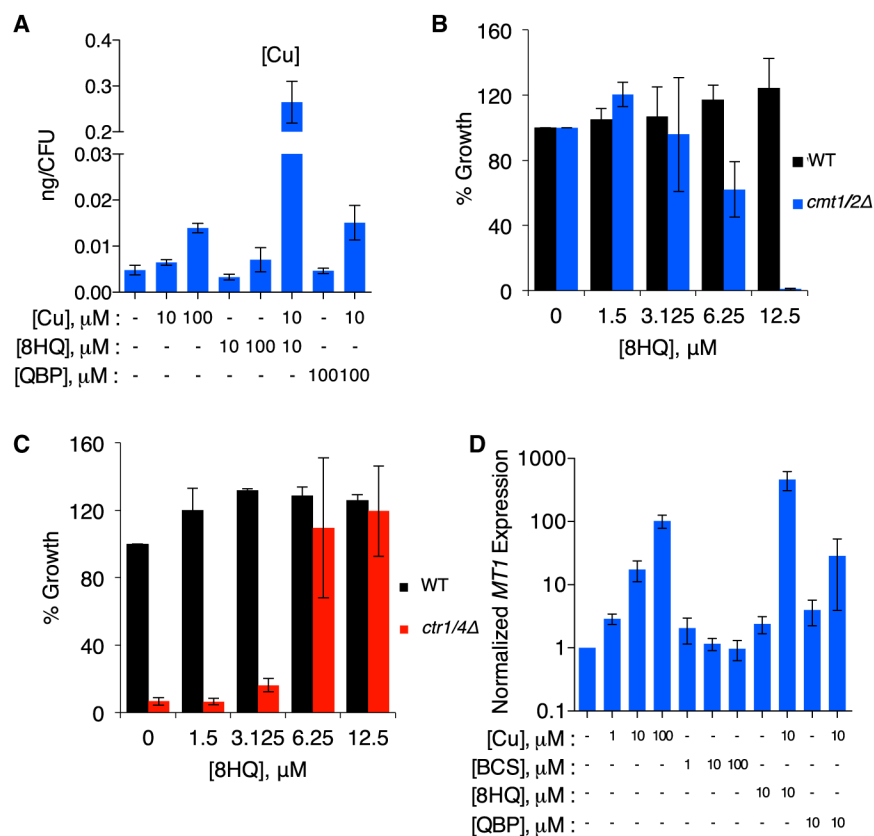 A
[Cu]
ng/CFU
0.4
0.3
0.2
0.03
0.02
0.01
0.00
[Cu], μM : - 10 100 - - 10 - 10
[8HQ], μM : - - - 10 100 10 - -
[QBP], μM : - - - - - - 100 100
B
% Growth
160
120
80
40
0
WT
cmt1/2Δ
0 1.5 3.125 6.25 12.5
[8HQ], μM
C
% Growth
160
120
80
40
0
WT
ctr1/4Δ
0 1.5 3.125 6.25 12.5
[8HQ], μM
D
Normalized MT1 Expression
1000
100
10
1
0.1
[Cu], μM : - 1 10 100 - - - - 10 - 10
[BCS], μM : - - - - 1 10 100 - - - -
[8HQ], μM : - - - - - - - 10 10 - -
[QBP], μM : - - - - - - - - - 10 10